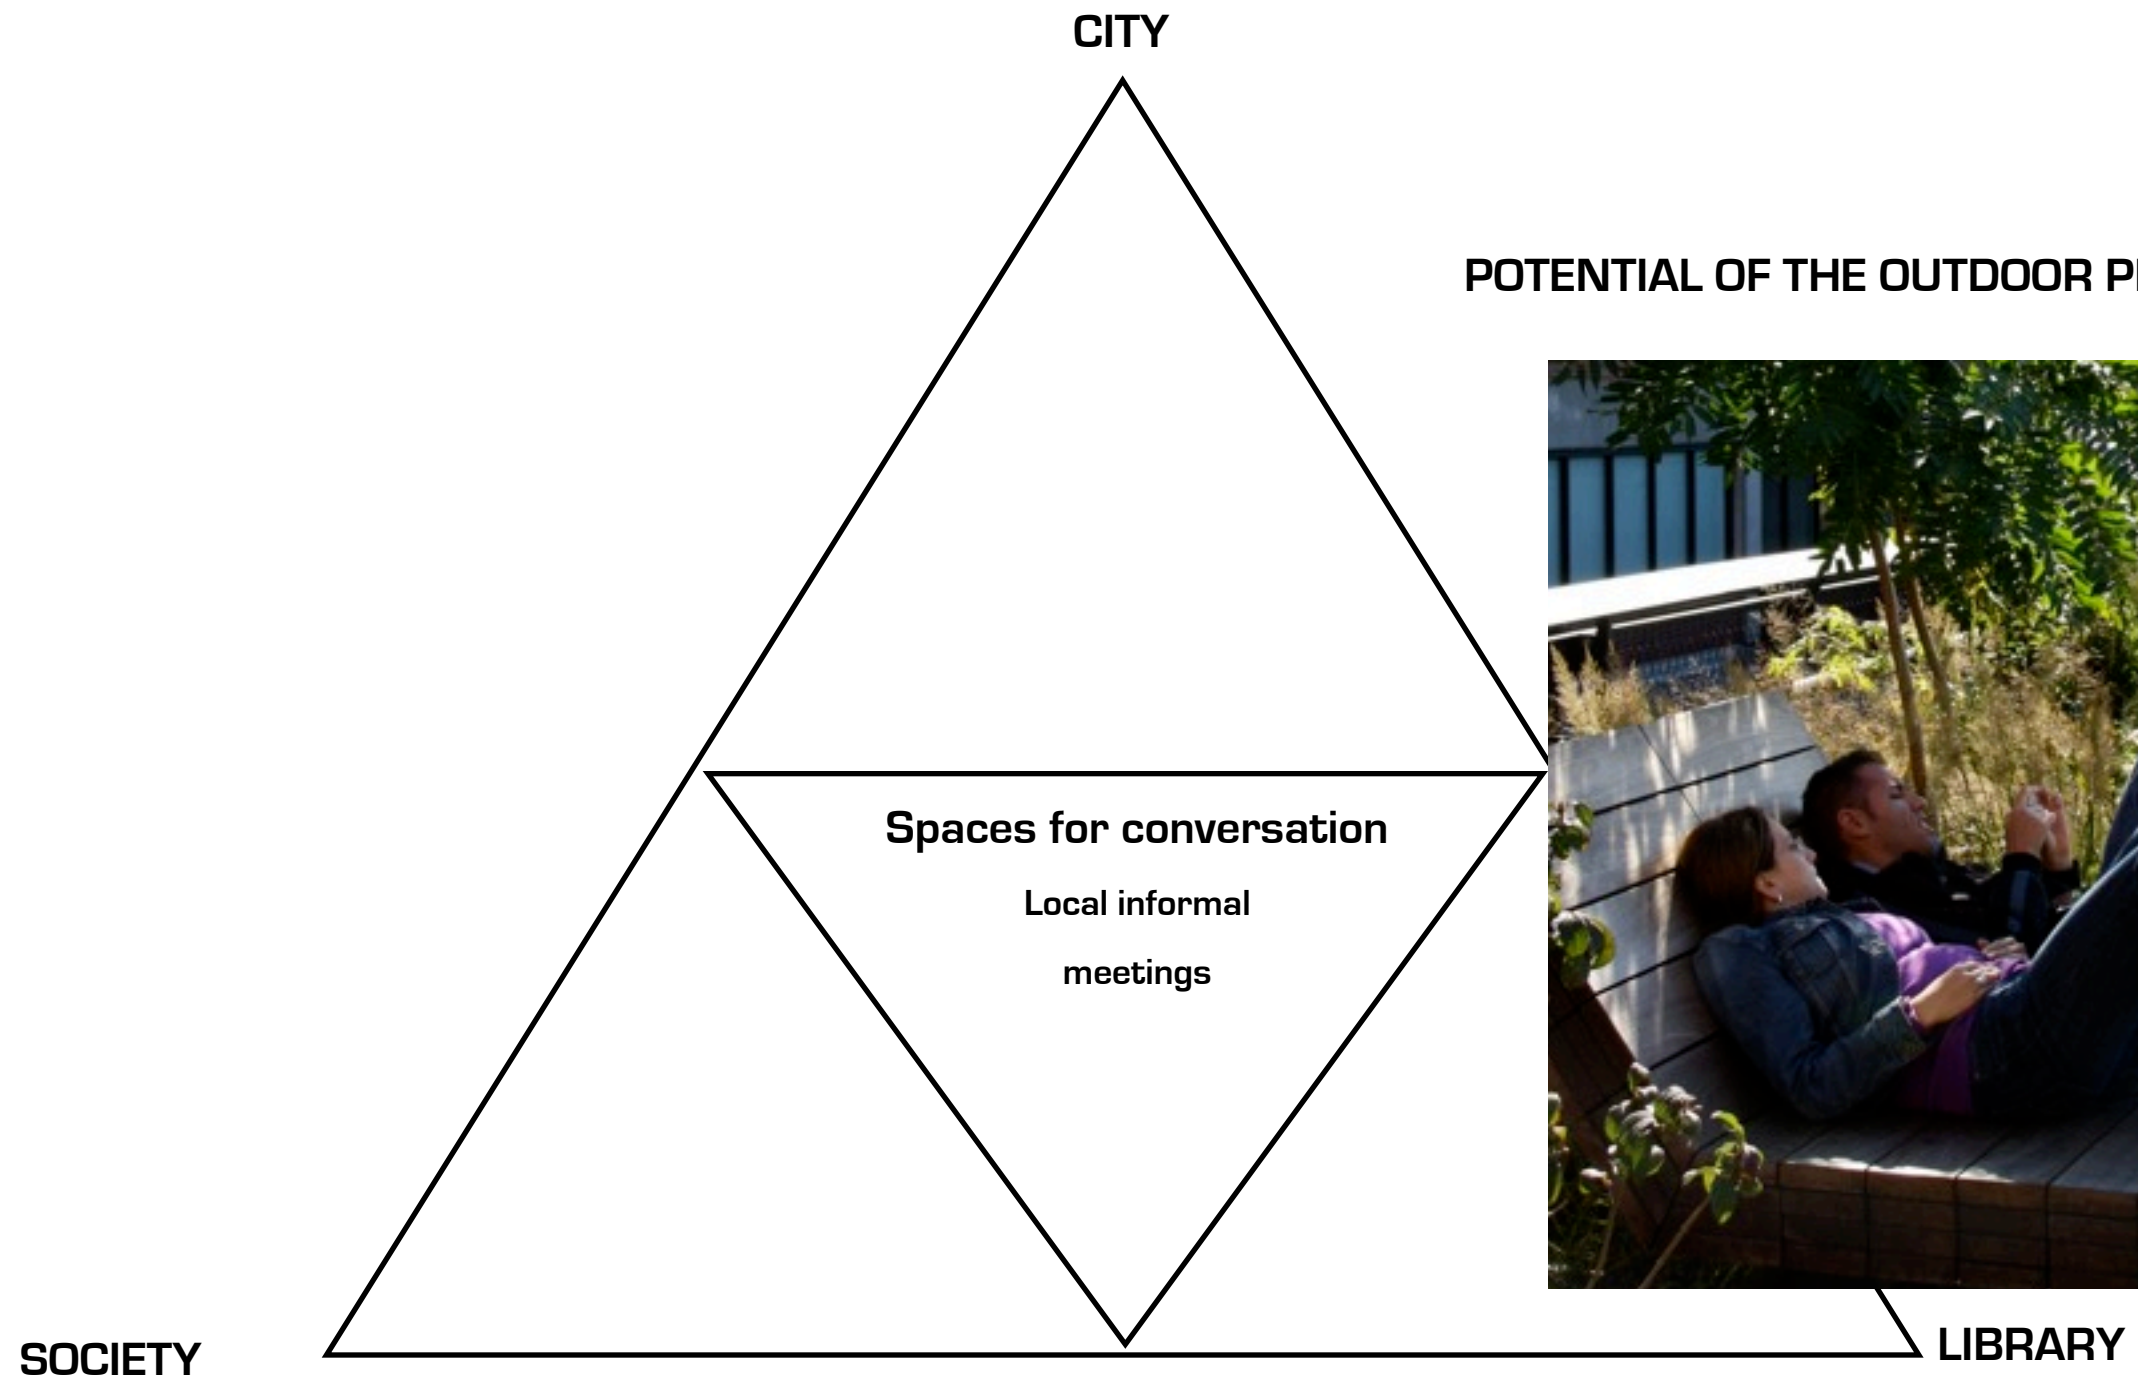 CITY
POTENTIAL OF THE OUTDOOR
Spaces for conversation
Local informal
meetings
SOCIETY
LIBRARY